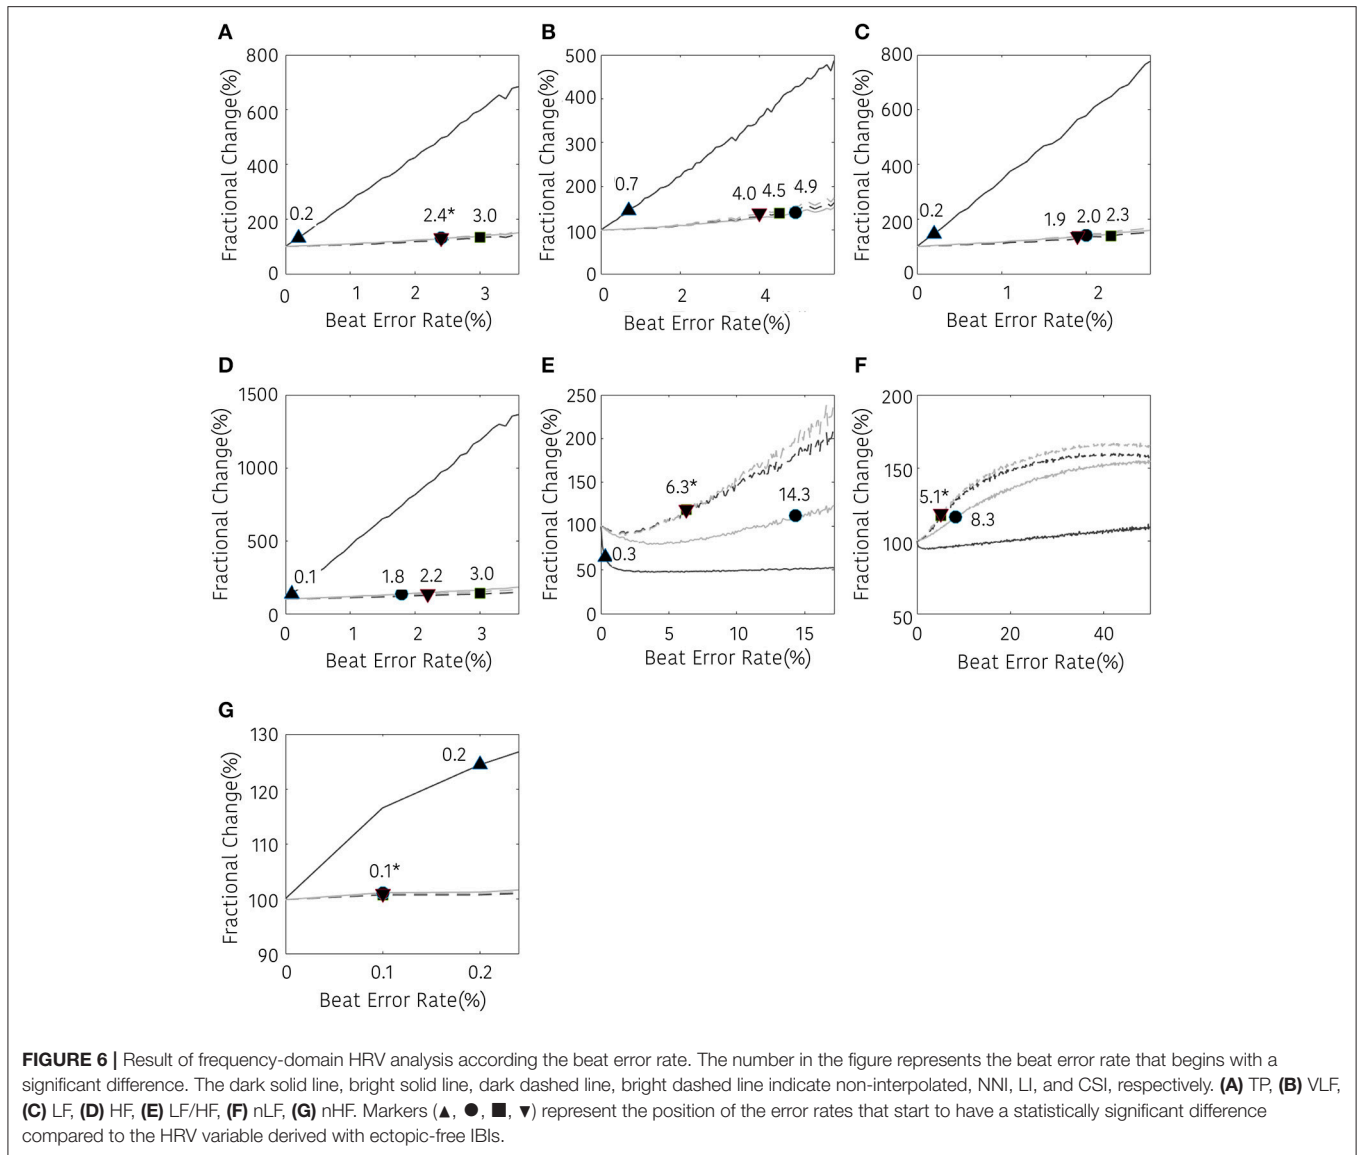 A
B
C
800
600
400
200
0
Fractional Change(%)
0.2
2.4*
3.0
0 1 2 3
Beat Error Rate(%)
500
400
300
200
100
0
Fractional Change(%)
0.7
4.0 4.5 4.9
0 2 4
Beat Error Rate(%)
800
600
400
200
0
Fractional Change(%)
0.2
1.9 2.0 2.3
0 1 2
Beat Error Rate(%)
D
E
F
1500
1000
500
0
Fractional Change(%)
0.1
1.8 2.2 3.0
0 1 2 3
Beat Error Rate(%)
250
200
150
100
50
0
Fractional Change(%)
6.3*
14.3
0.3
0 5 10 15
Beat Error Rate(%)
200
150
100
50
Fractional Change(%)
5.1*
8.3
0 20 40
Beat Error Rate(%)
G
130
120
110
100
90
Fractional Change(%)
0.2
0.1*
0 0.1 0.2
Beat Error Rate(%)
FIGURE 6 | Result of frequency-domain HRV analysis according the beat error rate. The number in the figure represents the beat error rate that begins with a
significant difference. The dark solid line, bright solid line, dark dashed line, bright dashed line indicate non-interpolated, NNI, LI, and CSI, respectively. (A) TP, (B) VLF,
(C) LF, (D) HF, (E) LF/HF, (F) nLF, (G) nHF. Markers (▲, ●, ■, ▼) represent the position of the error rates that start to have a statistically significant difference
compared to the HRV variable derived with ectopic-free IBIs.